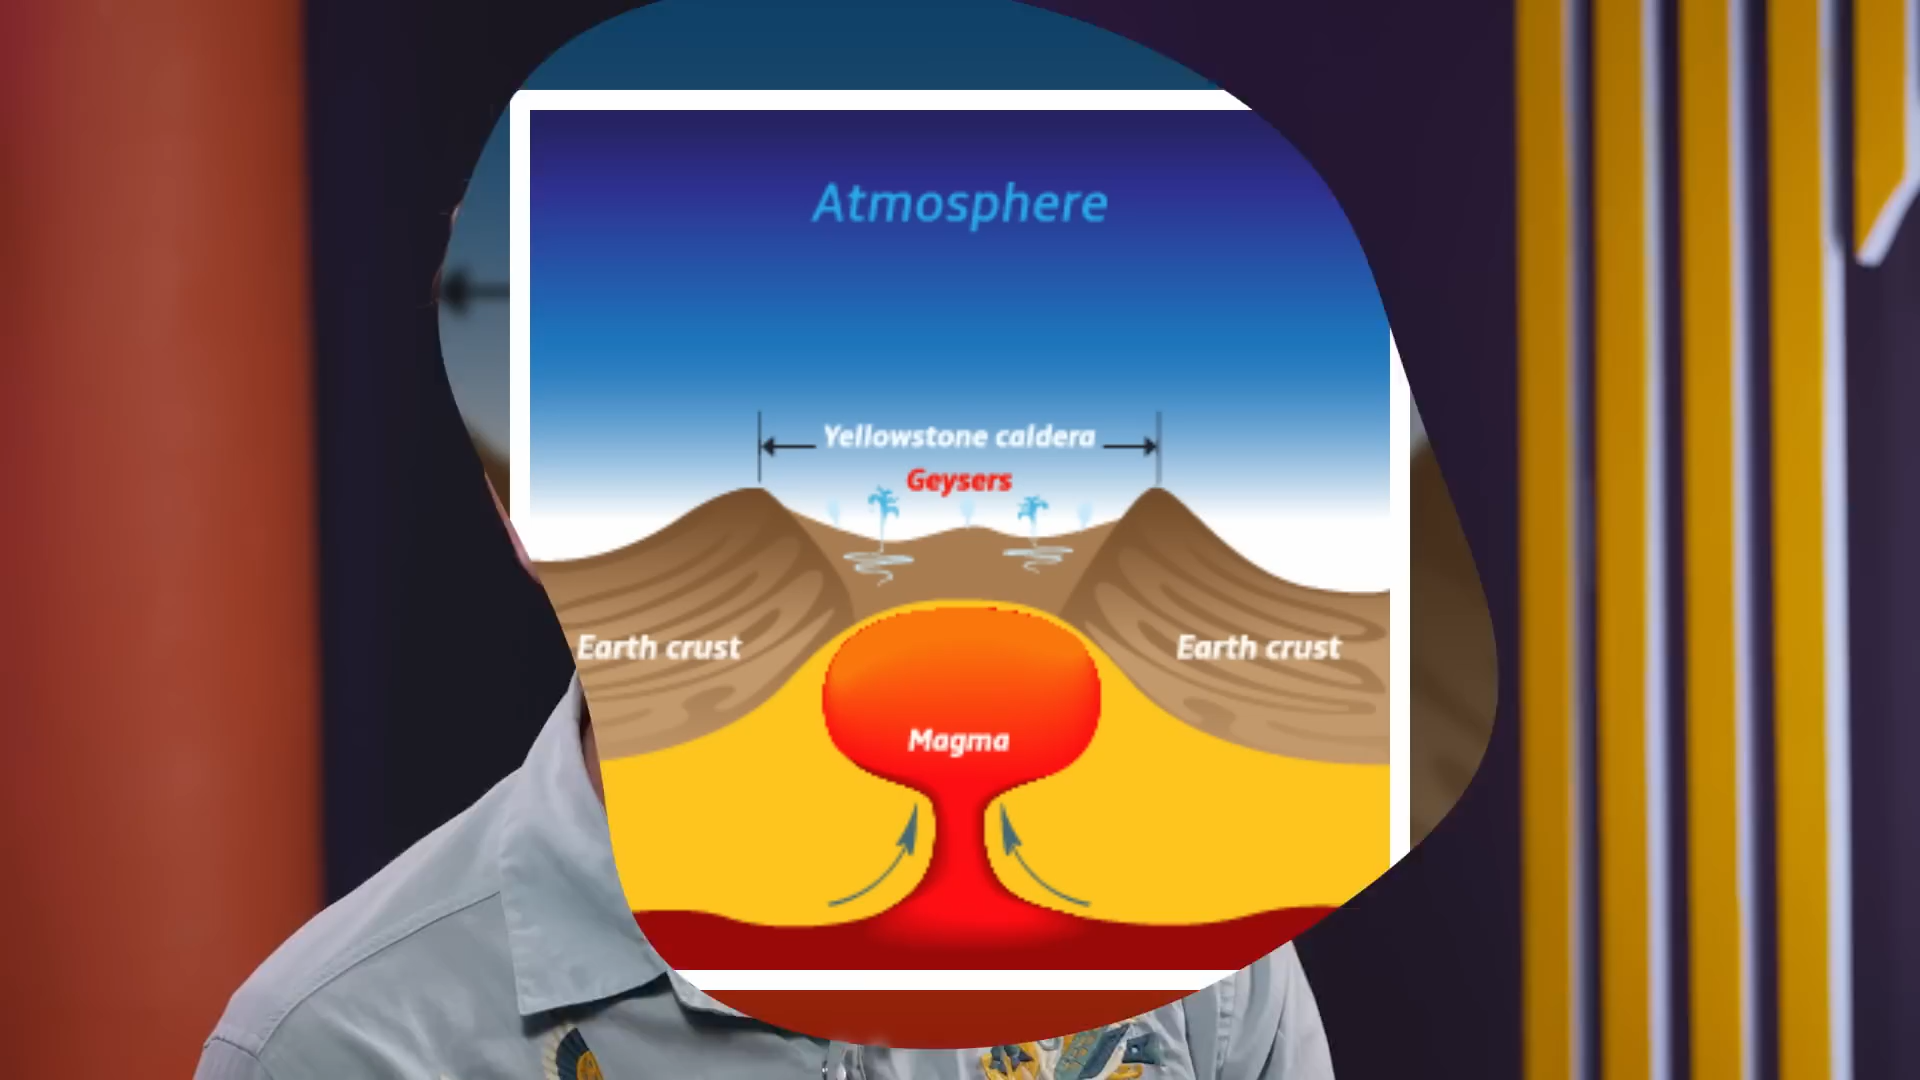 Atmosphere
Yellowstone caldera
Geysers
Earth crust
Earth crust
Magma